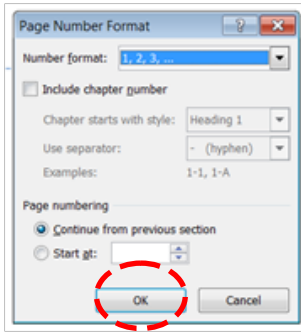 Page Number Format
Number format: 1, 2, 3, ...
Include chapter number
Chapter starts with style: Heading 1
Use separator: - (hyphen)
Examples: 1-1, 1-A
Page numbering
Continue from previous section
Start at:
OK Cancel